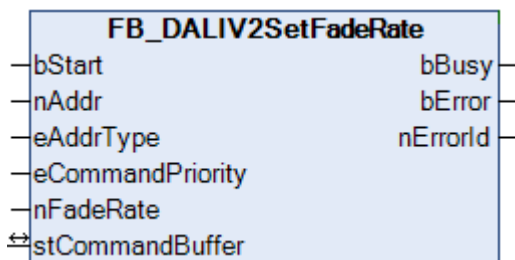 FB_DALIV2SetFadeRate
bStart bBusy
nAddr bError
eAddrType nErrorId
eCommandPriority
nFadeRate
stCommandBuffer